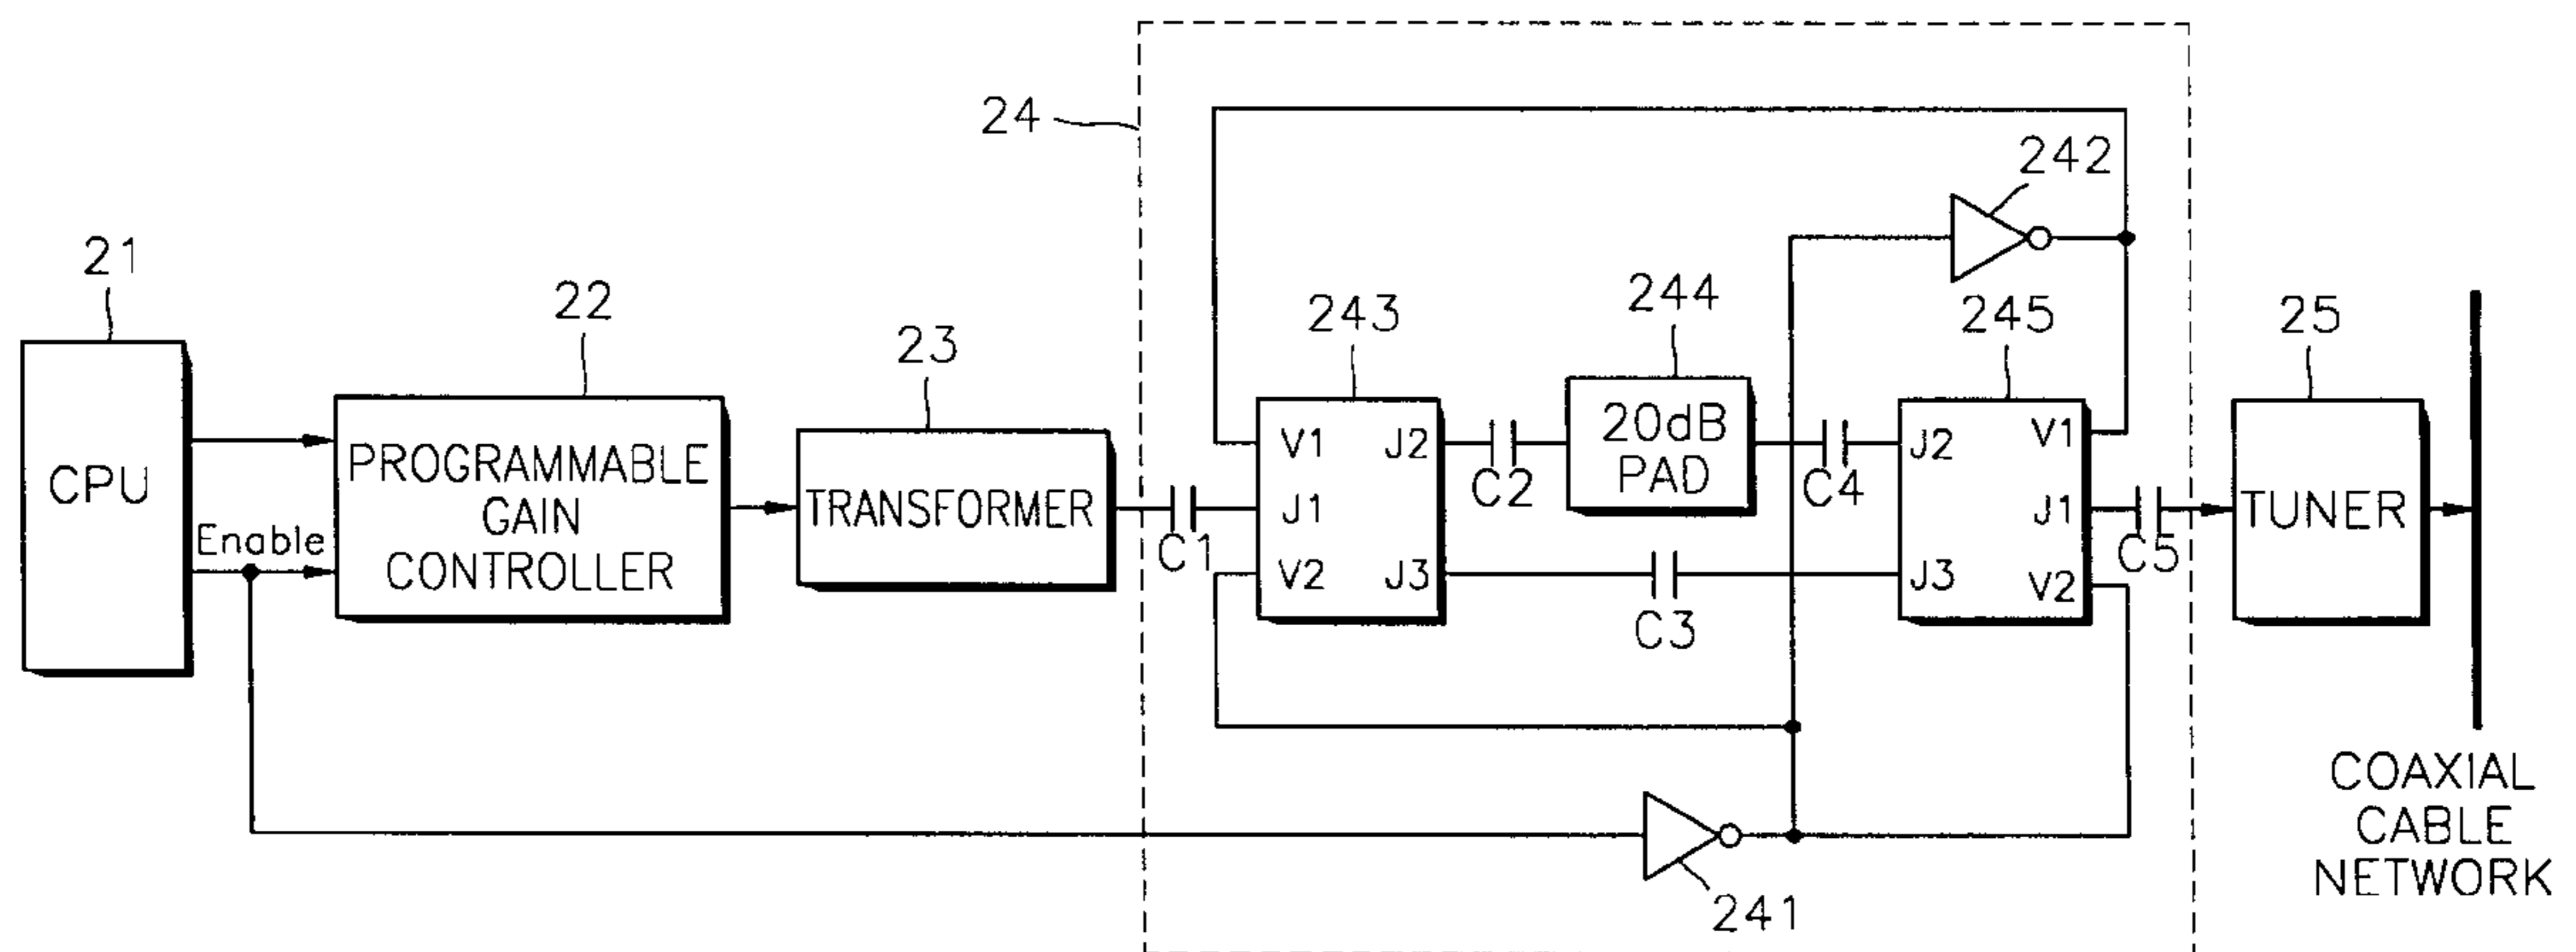 24
242
21
22
23
243
244
245
25
CPU
Enable
PROGRAMMABLE
GAIN
CONTROLLER
TRANSFORMER
C1
V1
J1
V2
J2
J3
C2
20dB
PAD
C4
C3
J2
J3
V1
J1
V2
C5
TUNER
241
COAXIAL
CABLE
NETWORK